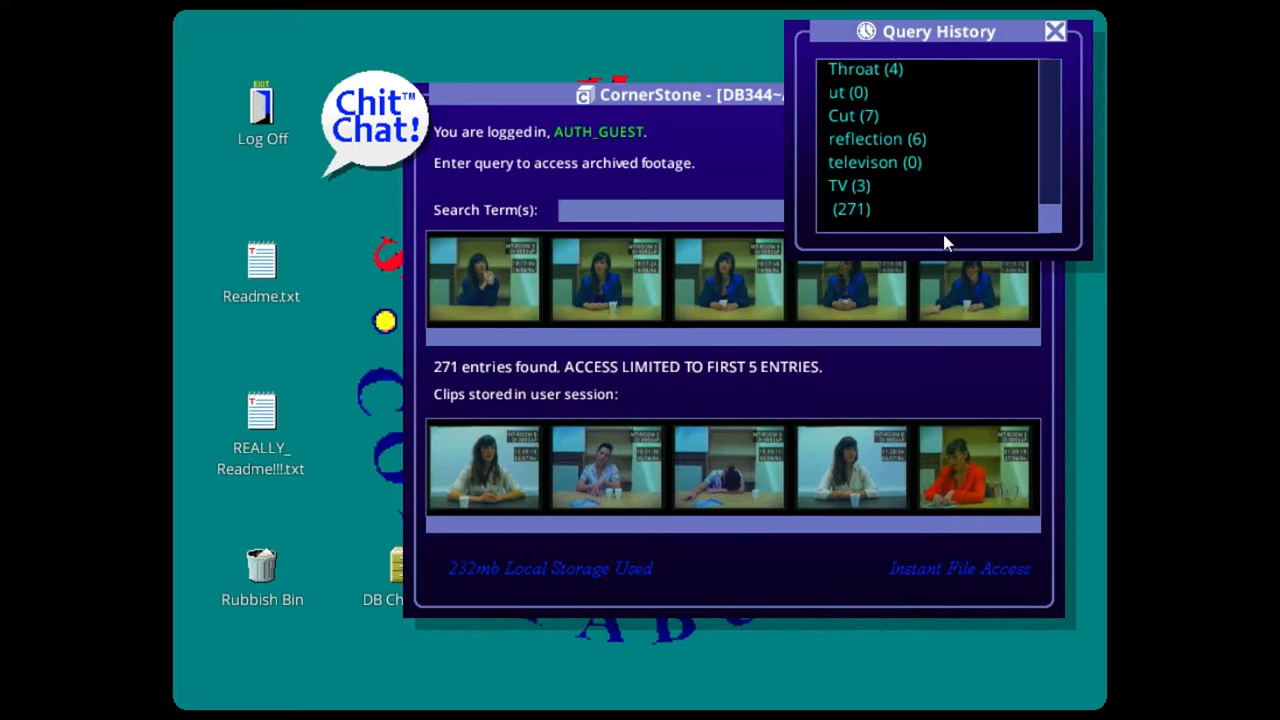 Query History
EXIT
Throat (4)
ut (0)
Cut (7)
reflection (6)
televison (0)
TV (3)
(271)
Chit™
Chat!
CornerStone - [DB344~
Log Off
You are logged in, AUTH_GUEST.
Enter query to access archived footage.
Search Term(s):
Readme.txt
271 entries found. ACCESS LIMITED TO FIRST 5 ENTRIES.
Clips stored in user session:
REALLY_
Readme!!!.txt
232mb Local Storage Used
Instant File Access
Rubbish Bin
DB Ch